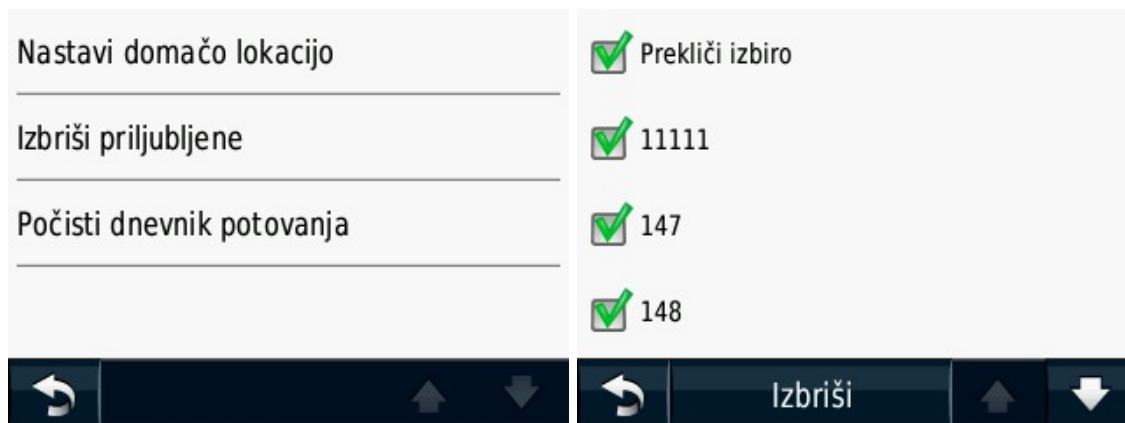 Nastavi domačo lokacijo
Izbriši priljubljene
Počisti dnevnik potovanja
Prekliči izbiro
11111
147
148
Izbriši